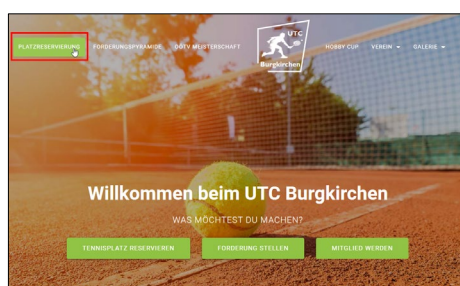 PLATZRESERVIERUNG FORDERUNGSPYRAMIDE OÖTV MEISTERSCHAFT HOBBY CUP VEREIN GALERIE
UTC
Burgkirchen
Willkommen beim UTC Burgkirchen
WAS MÖCHTEST DU MACHEN?
TENNISPLATZ RESERVIEREN FORDERUNG STELLEN MITGLIED WERDEN